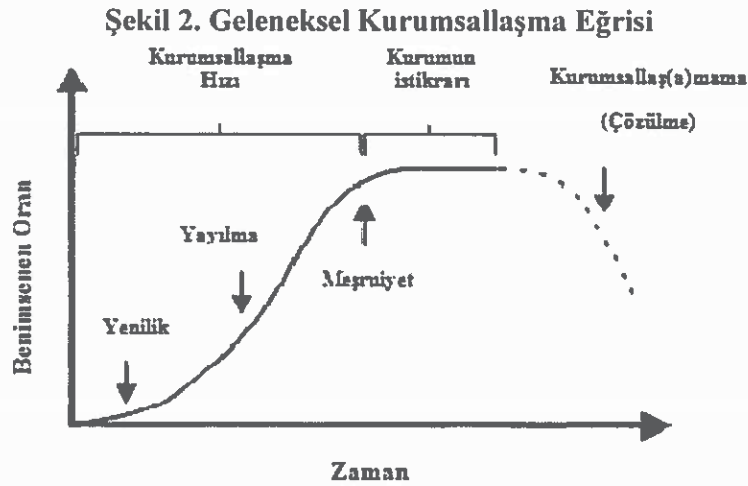 Şekil 2. Geleneksel Kurumsallaşma Eğrisi
Kurumsallaşma
Hızı
Kurumun
istikrarı
Kurumsallaş(a)mama
(Çözülme)
Benimsenen Oran
Yayılma
Meşruiyet
Yenilik
Zaman